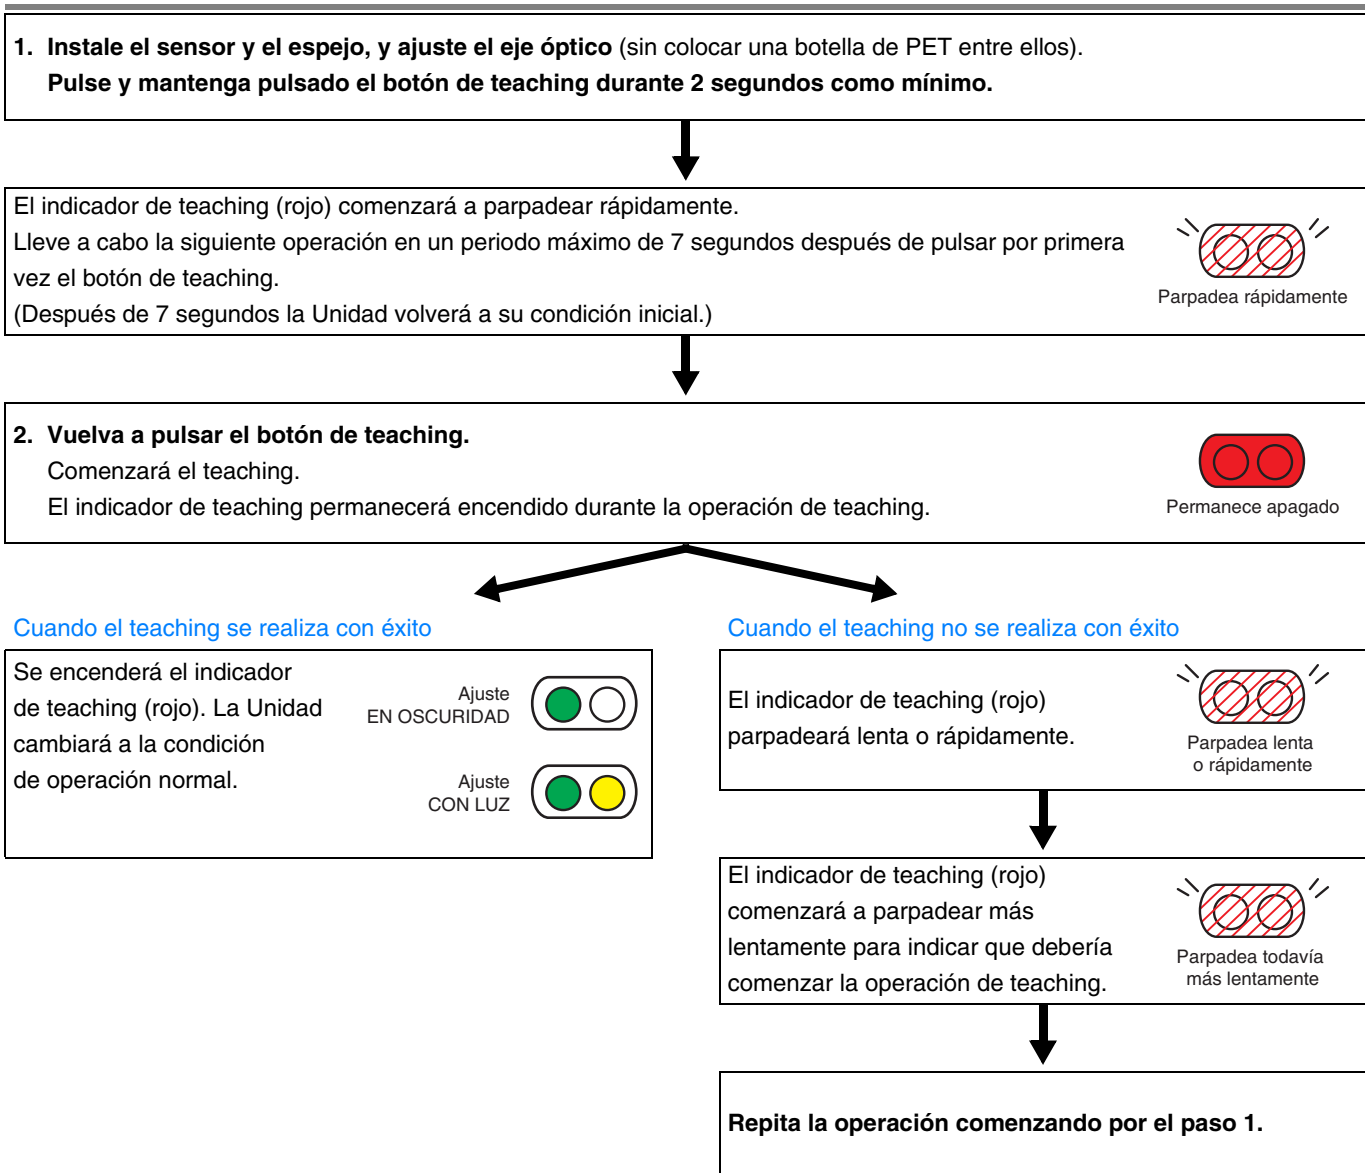 1. Instale el sensor y el espejo, y ajuste el eje óptico (sin colocar una botella de PET entre ellos).
Pulse y mantenga pulsado el botón de teaching durante 2 segundos como mínimo.
El indicador de teaching (rojo) comenzará a parpadear rápidamente.
Lleve a cabo la siguiente operación en un periodo máximo de 7 segundos después de pulsar por primera
vez el botón de teaching.
(Después de 7 segundos la Unidad volverá a su condición inicial.)
Parpadea rápidamente
2. Vuelva a pulsar el botón de teaching.
Comenzará el teaching.
El indicador de teaching permanecerá encendido durante la operación de teaching.
Permanece apagado
Cuando el teaching se realiza con éxito
Se encenderá el indicador
de teaching (rojo). La Unidad
cambiará a la condición
de operación normal.
Ajuste
EN OSCURIDAD
Ajuste
CON LUZ
Cuando el teaching no se realiza con éxito
El indicador de teaching (rojo)
parpadeará lenta o rápidamente.
Parpadea lenta
o rápidamente
El indicador de teaching (rojo)
comenzará a parpadear más
lentamente para indicar que debería
comenzar la operación de teaching.
Parpadea todavía
más lentamente
Repita la operación comenzando por el paso 1.